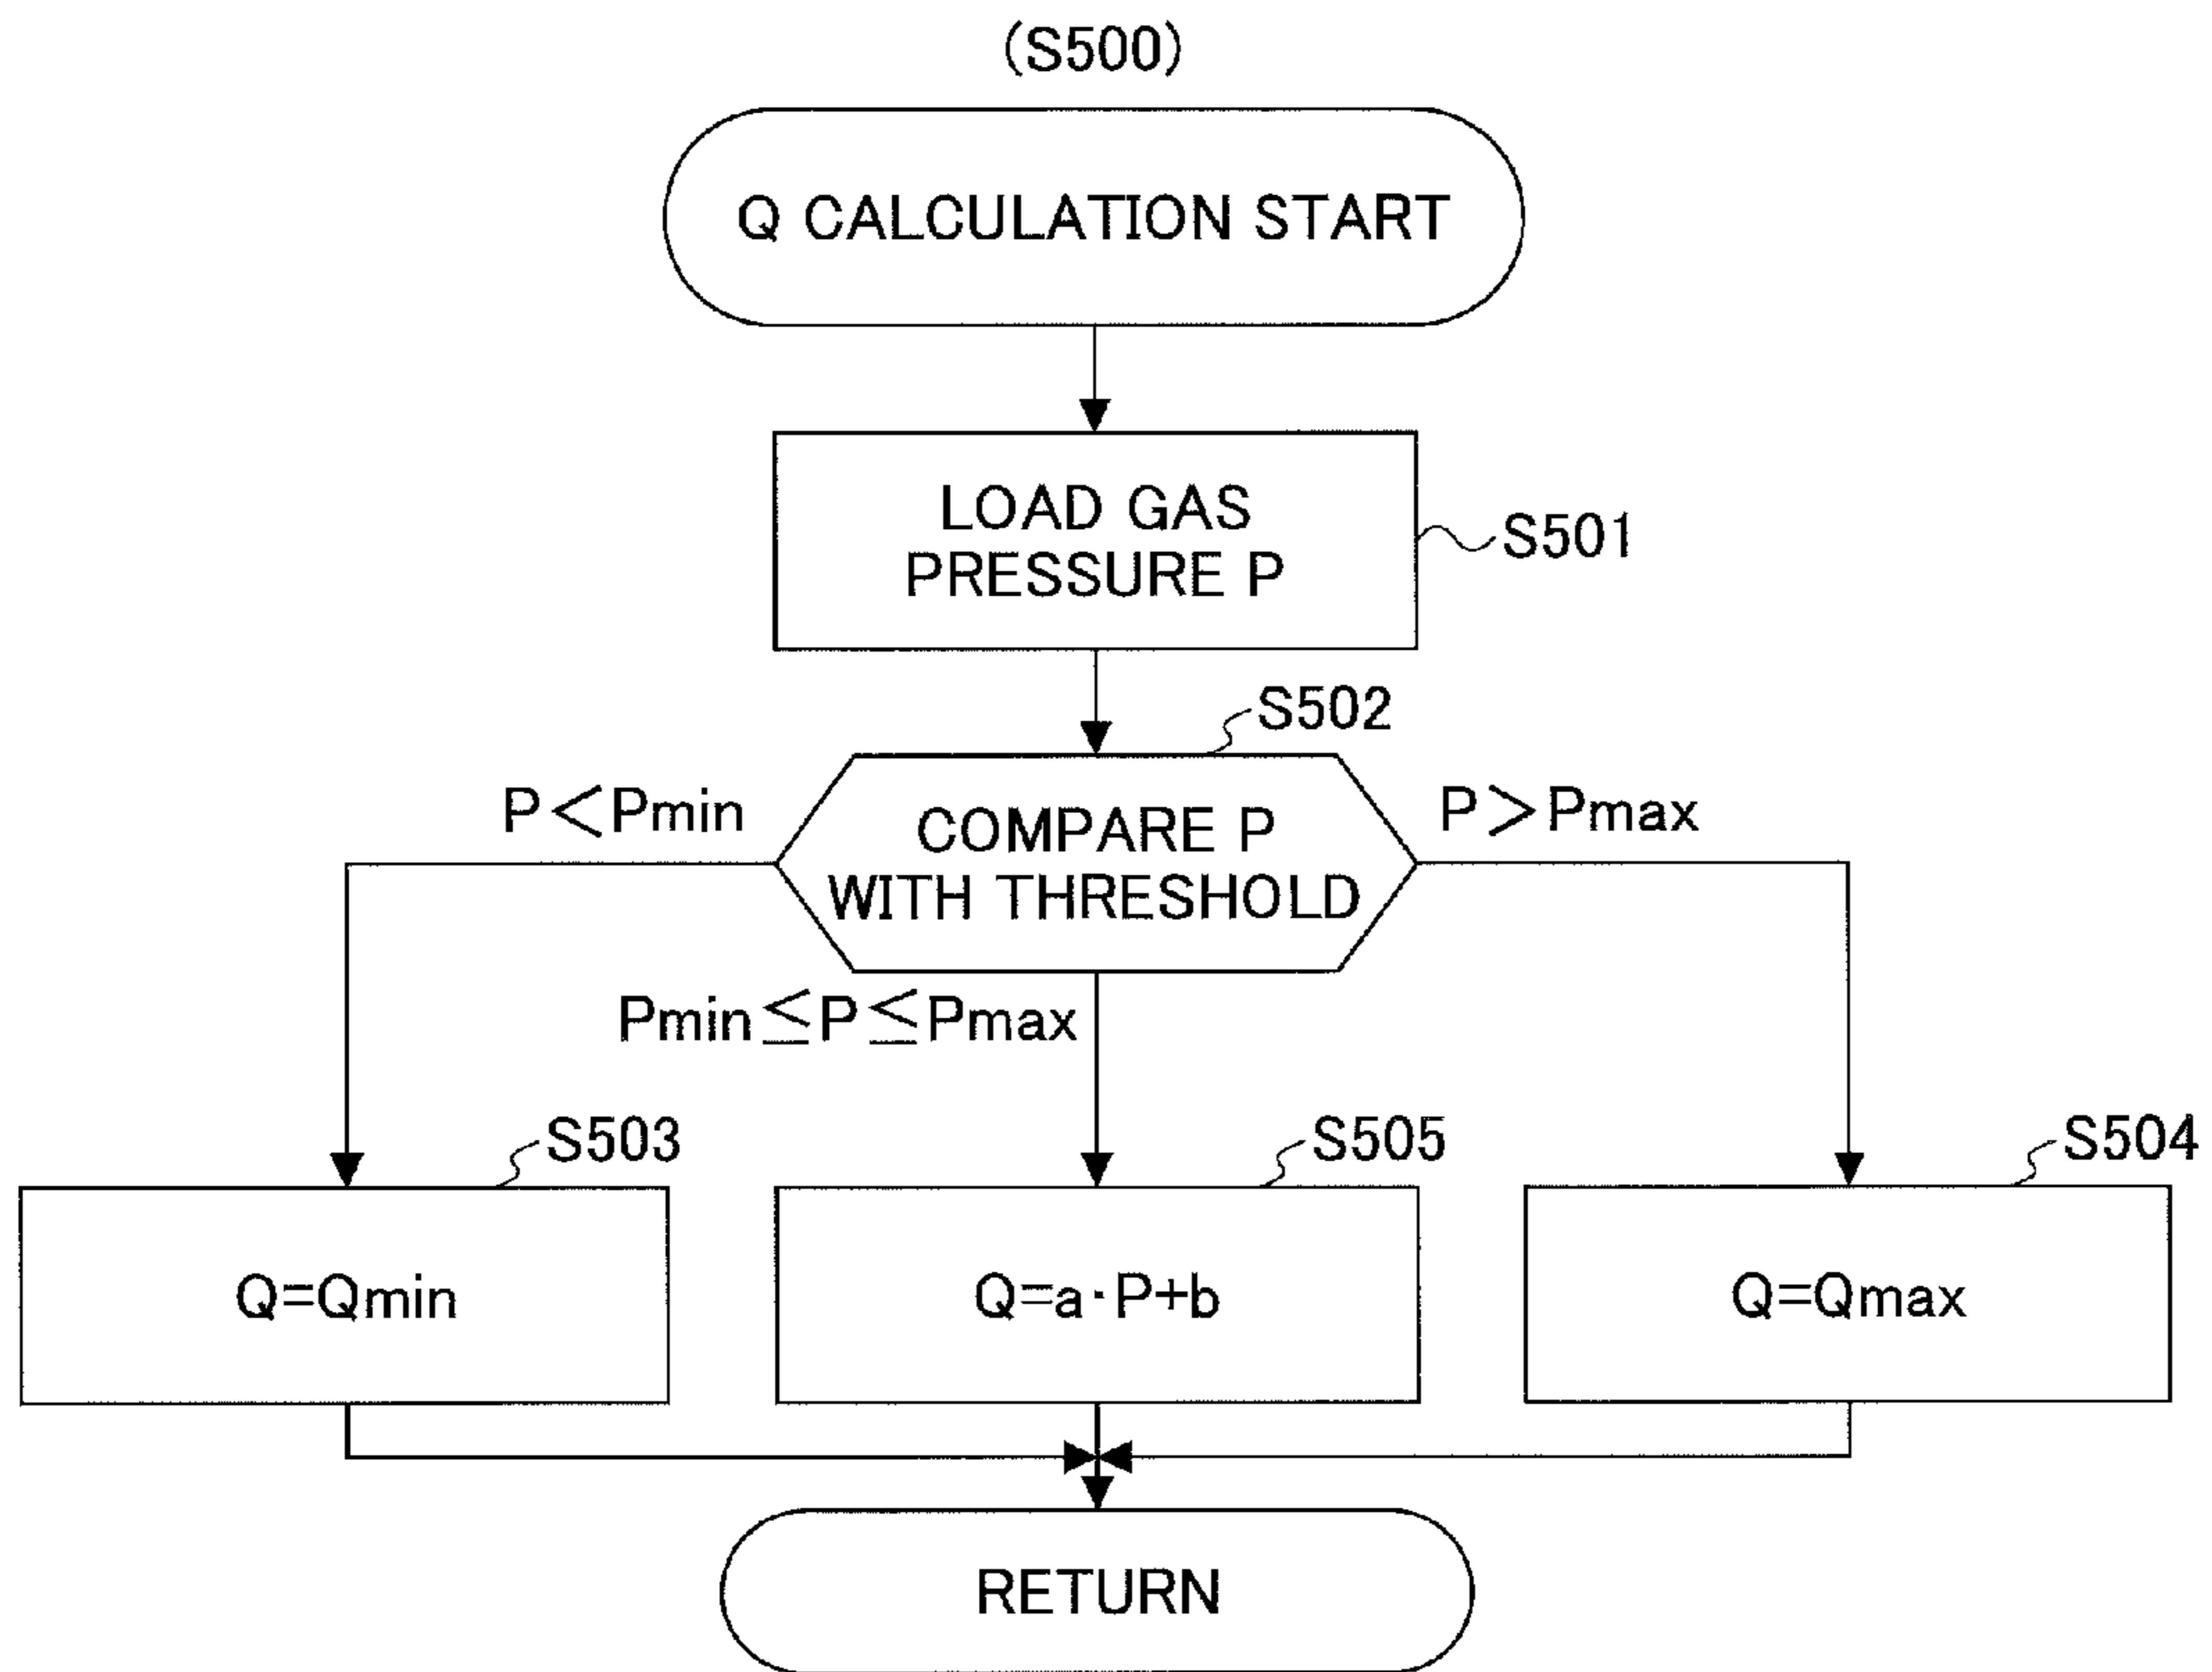 (S500)
Q CALCULATION START
LOAD GAS
PRESSURE P
S501
S502
P<Pmin
COMPARE P
WITH THRESHOLD
P>Pmax
Pmin≦P≦Pmax
S503
S505
S504
Q=Qmin
Q=a·P+b
Q=Qmax
RETURN